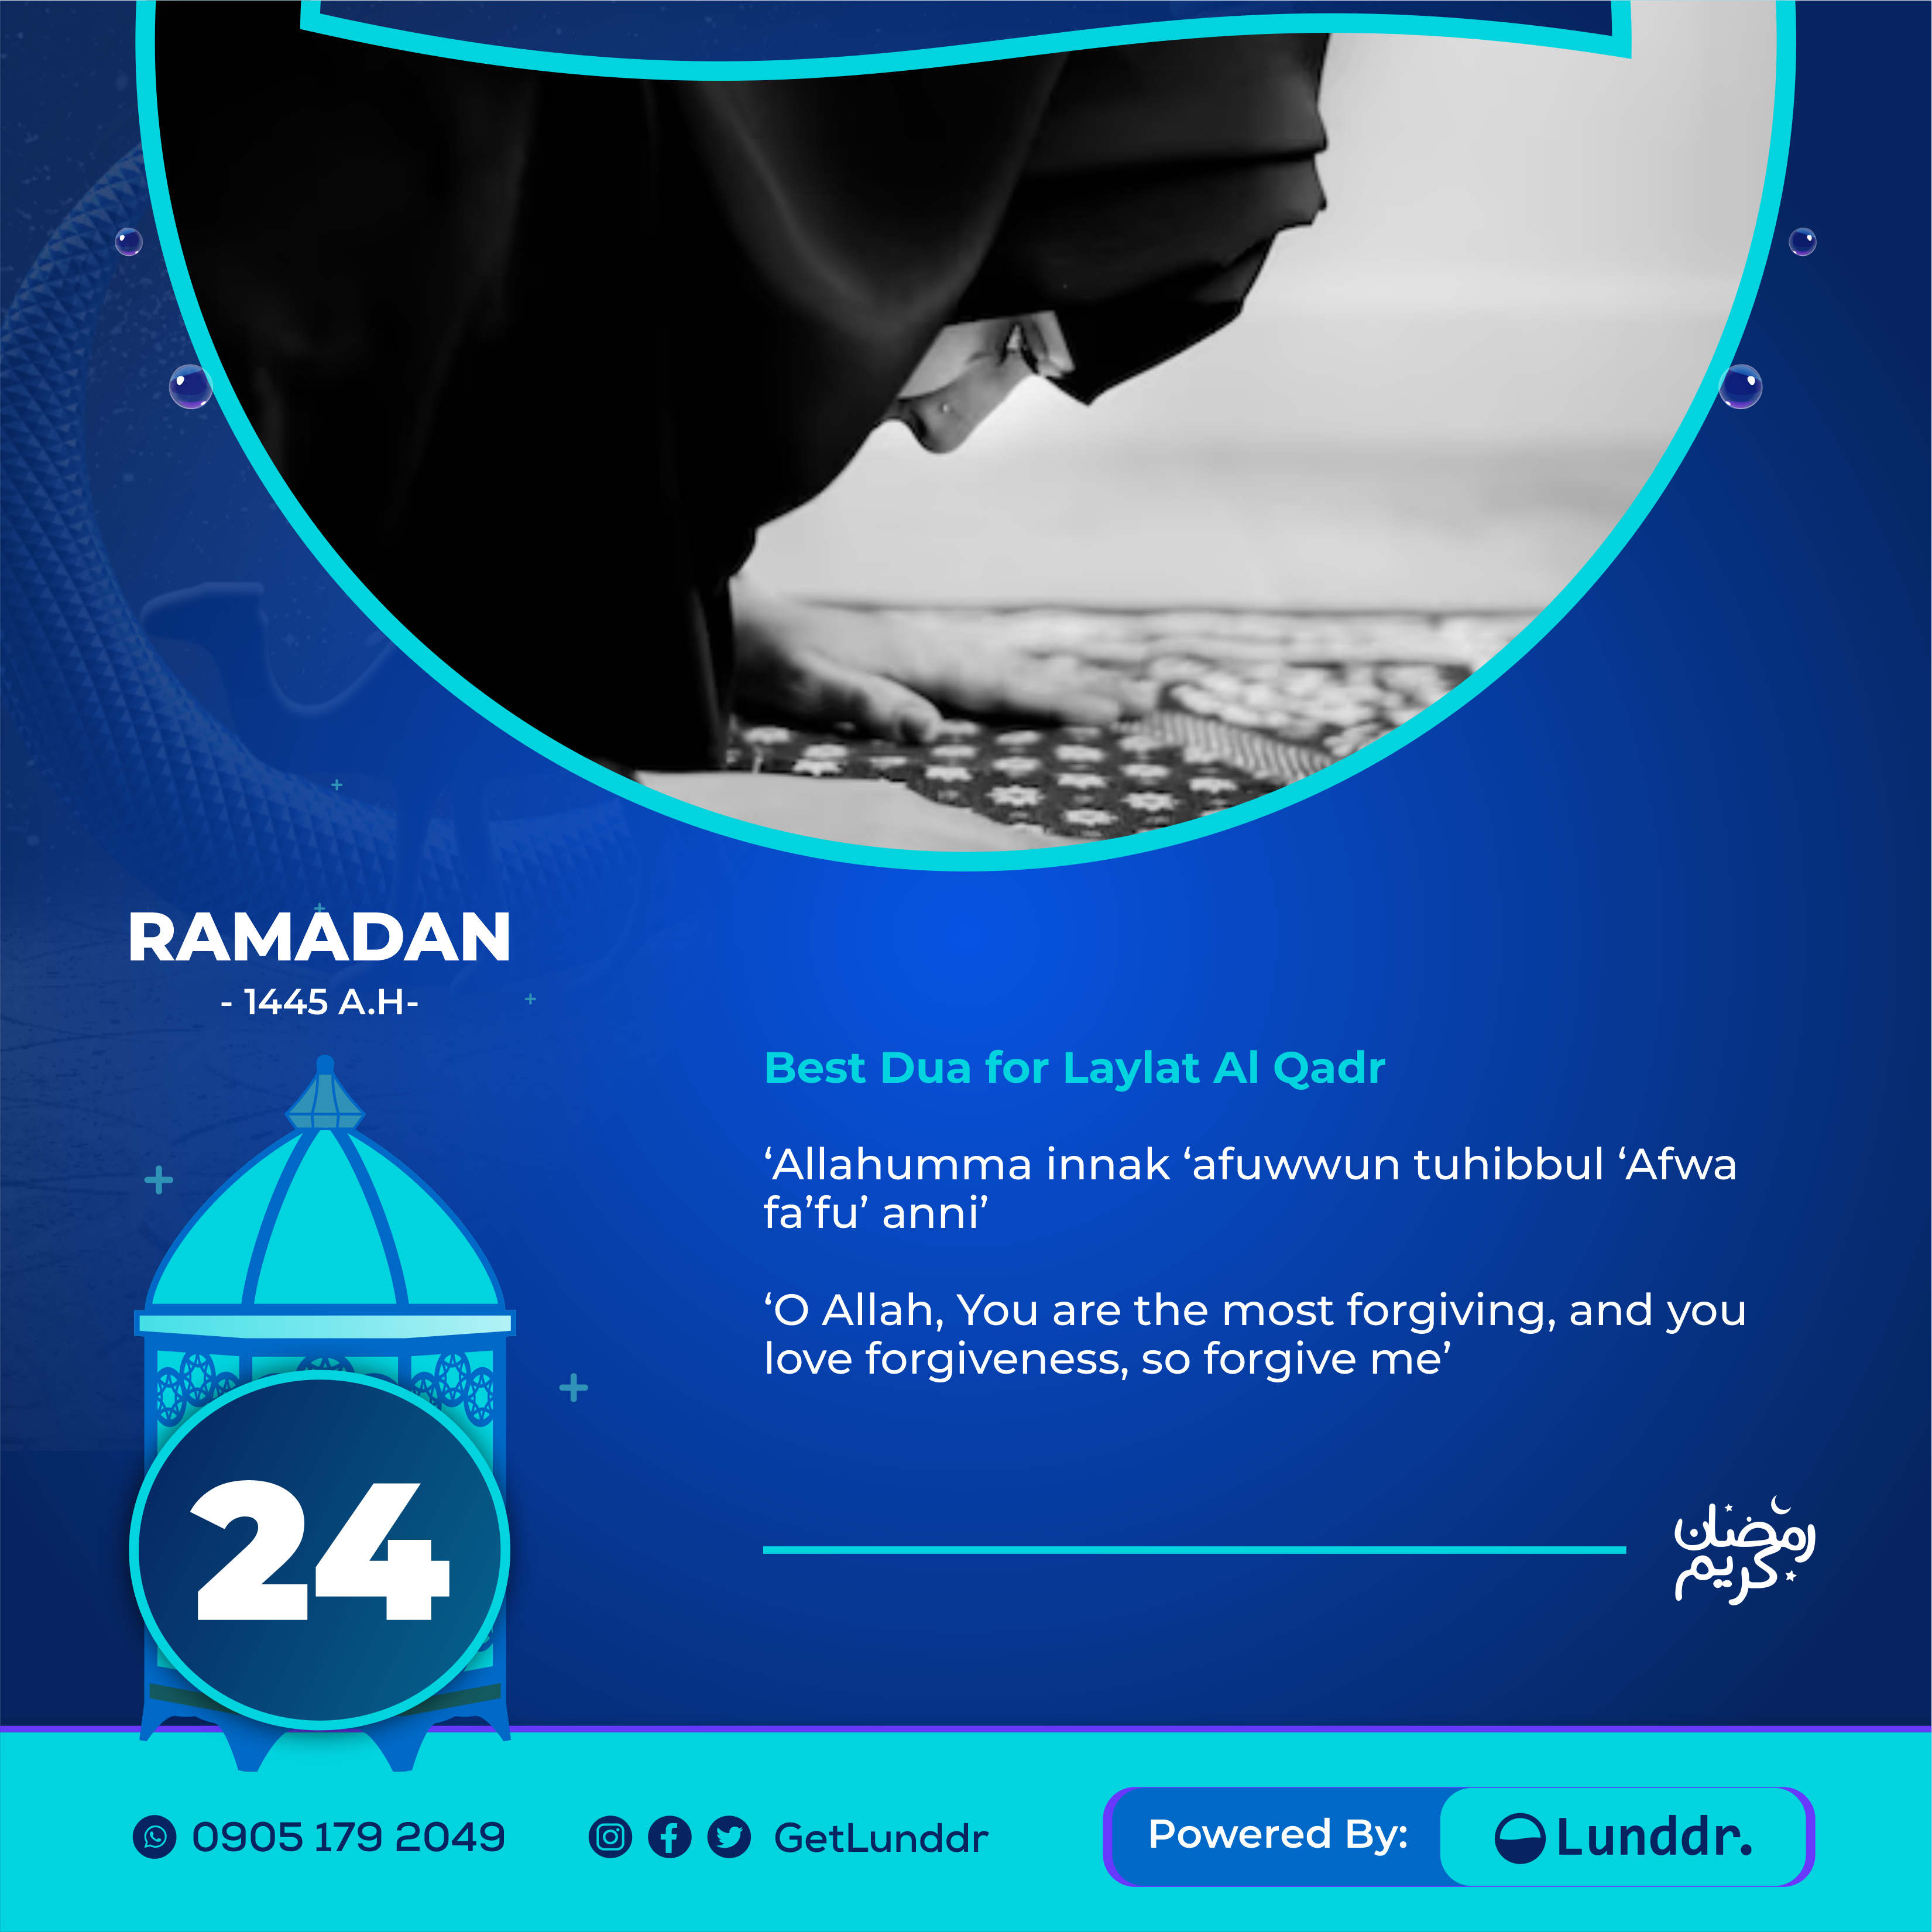 RAMADAN
- 1445 A.H-
Best Dua for Laylat Al Qadr
‘Allahumma innak ‘afuwwun tuhibbul ‘Afwa
fa’fu’ anni’
‘O Allah, You are the most forgiving, and you
love forgiveness, so forgive me’
24
رمضان
كريم
0905 179 2049
GetLunddr
Powered By:
Lunddr.